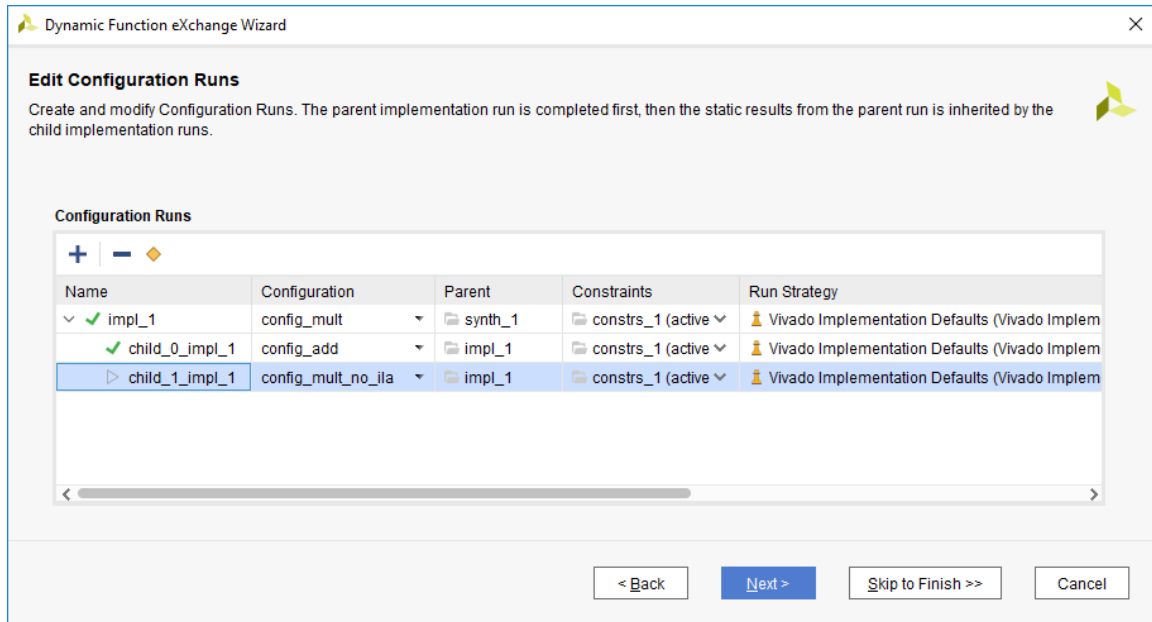 Dynamic Function eXchange Wizard
Edit Configuration Runs
Create and modify Configuration Runs. The parent implementation run is completed first, then the static results from the parent run is inherited by the
child implementation runs.
Configuration Runs
Name Configuration Parent Constraints Run Strategy
impl_1 config_mult synth_1 constrs_1 (active Vivado Implementation Defaults (Vivado Implem
child_0_impl_1 config_add impl_1 constrs_1 (active Vivado Implementation Defaults (Vivado Implem
child_1_impl_1 config_mult_no_ila impl_1 constrs_1 (active Vivado Implementation Defaults (Vivado Implem
< Back Next > Skip to Finish >> Cancel